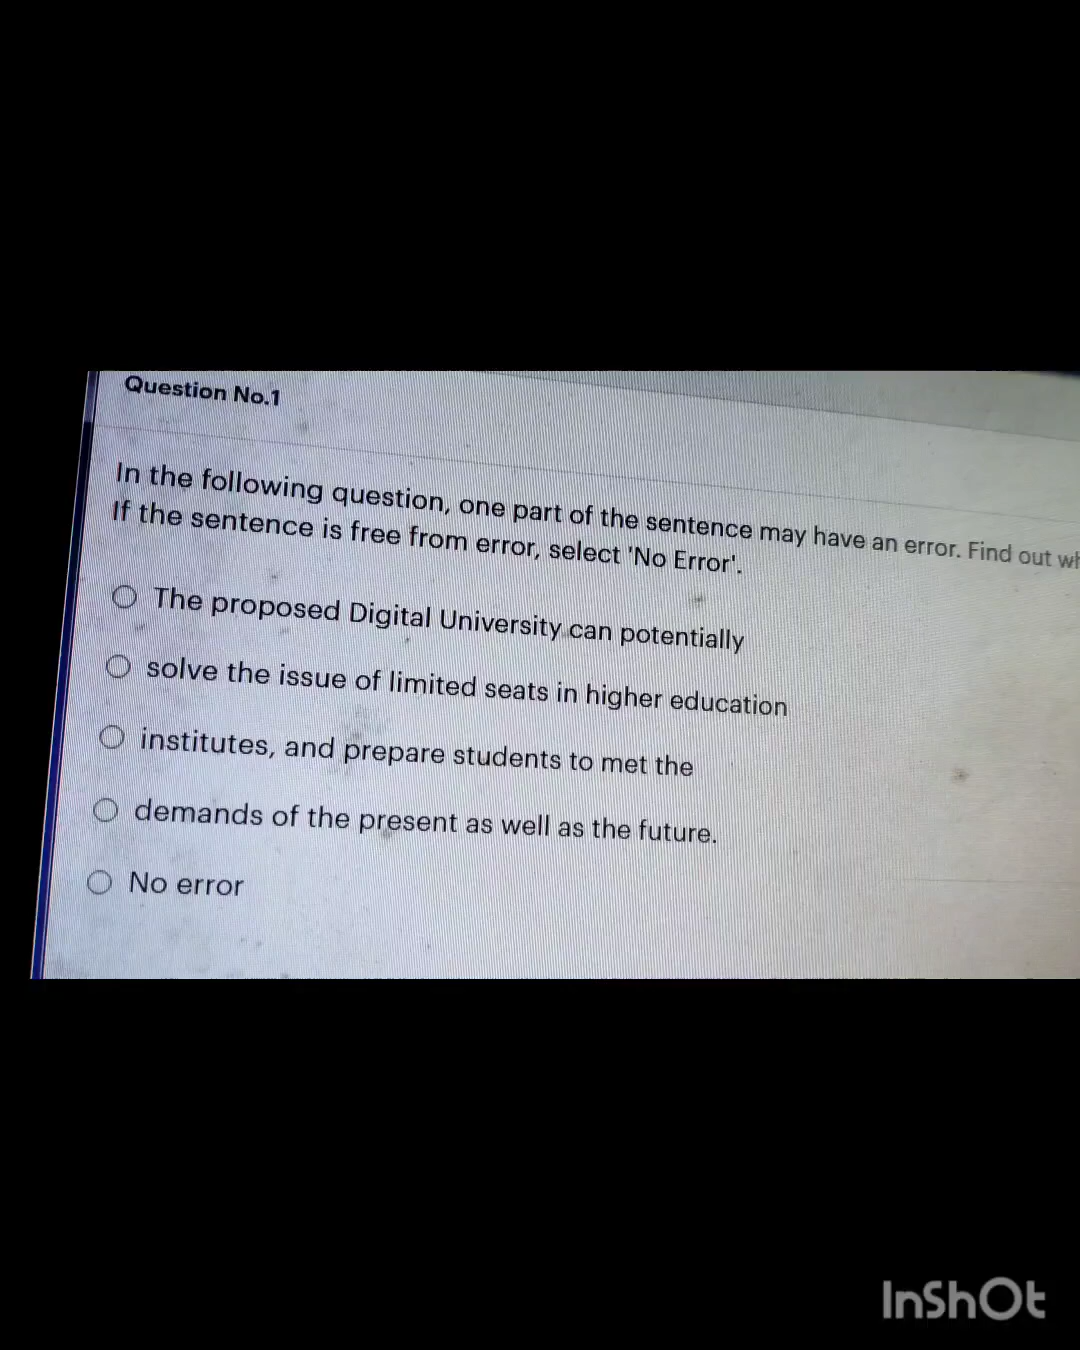 Question No.1
In the following question, one part of the sentence may have an error. Find out
If the sentence is free from error, select 'No Error'.
The proposed Digital University can potentially
solve the issue of limited seats in higher education
institutes, and prepare students to met the
demands of the present as well as the future.
No error
InShOt